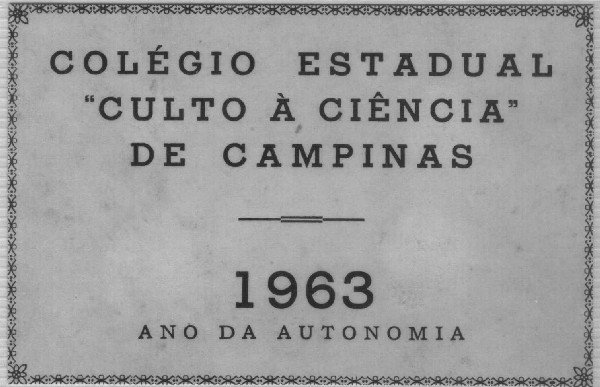 COLÉGIO ESTADUAL
“CULTO À CIÊNCIA”
DE CAMPINAS
1963
ANO DA AUTONOMIA